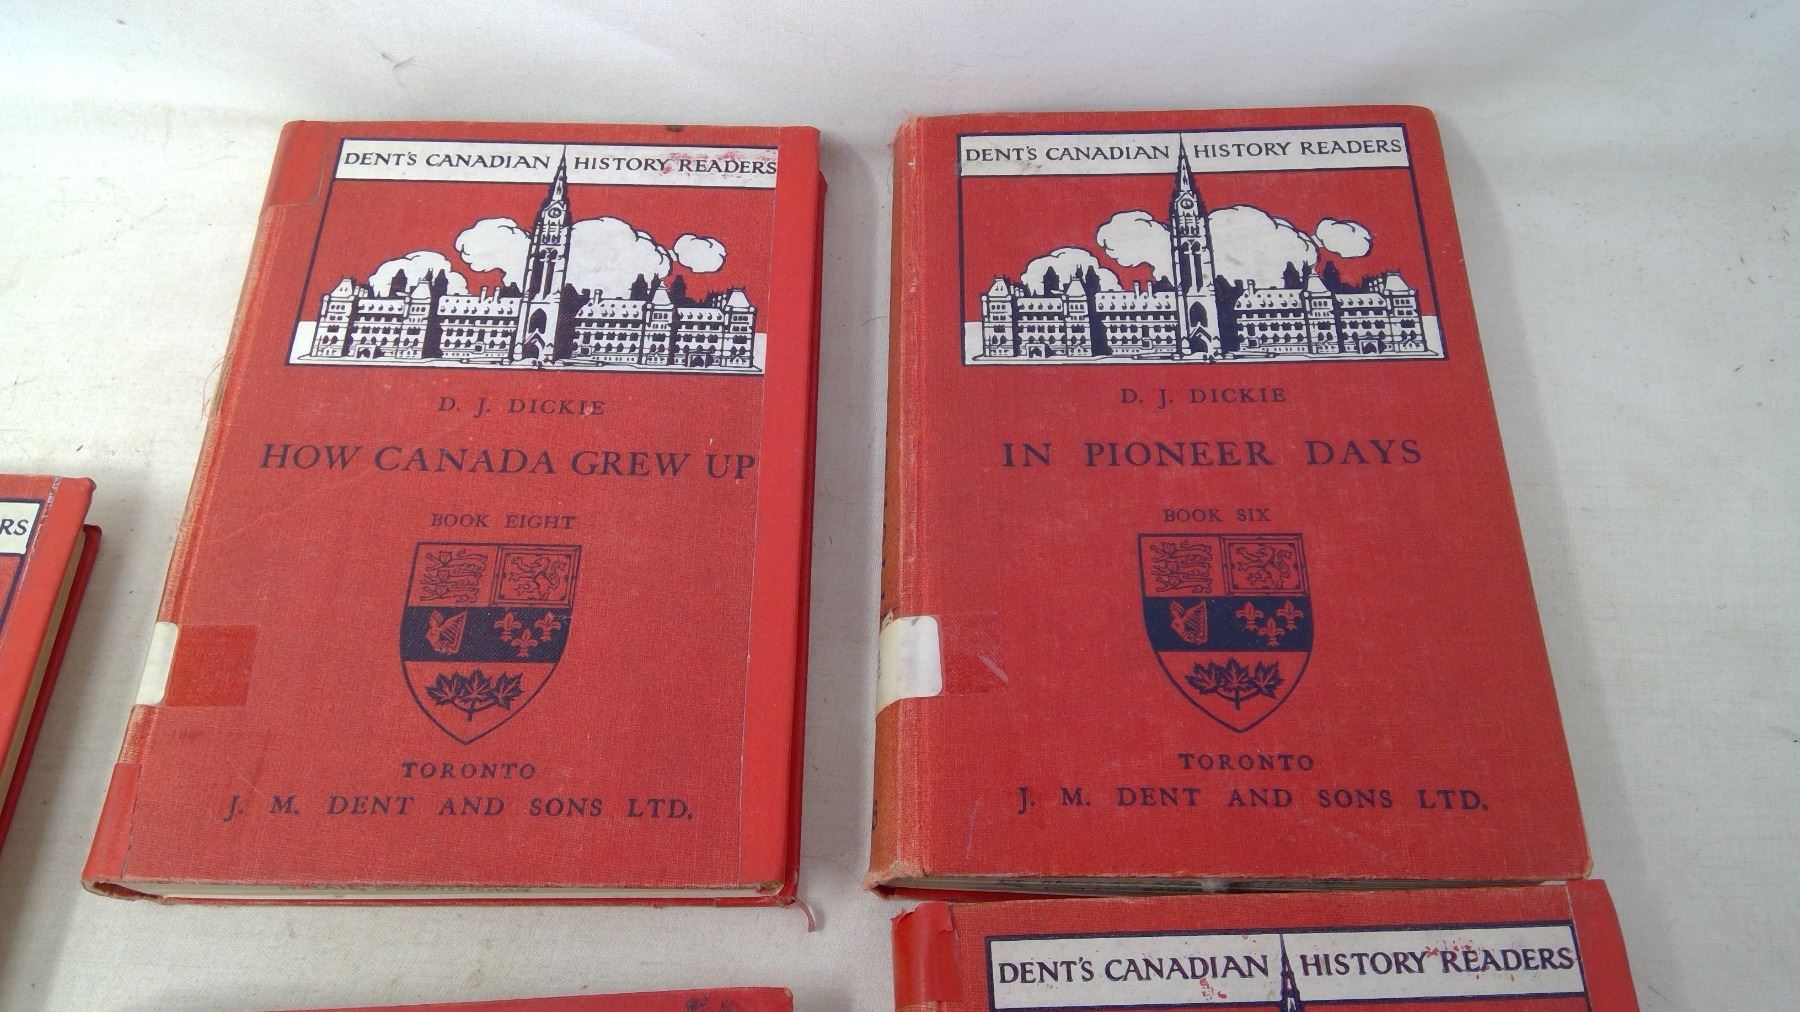 DENT'S CANADIAN HISTORY READERS
D. J. DICKIE
HOW CANADA GREW UP
BOOK EIGHT
TORONTO
J. M. DENT AND SONS LTD.
DENT'S CANADIAN HISTORY READERS
D. J. DICKIE
IN PIONEER DAYS
BOOK SIX
TORONTO
J. M. DENT AND SONS LTD.
RS
DENT'S CANADIAN HISTORY READERS